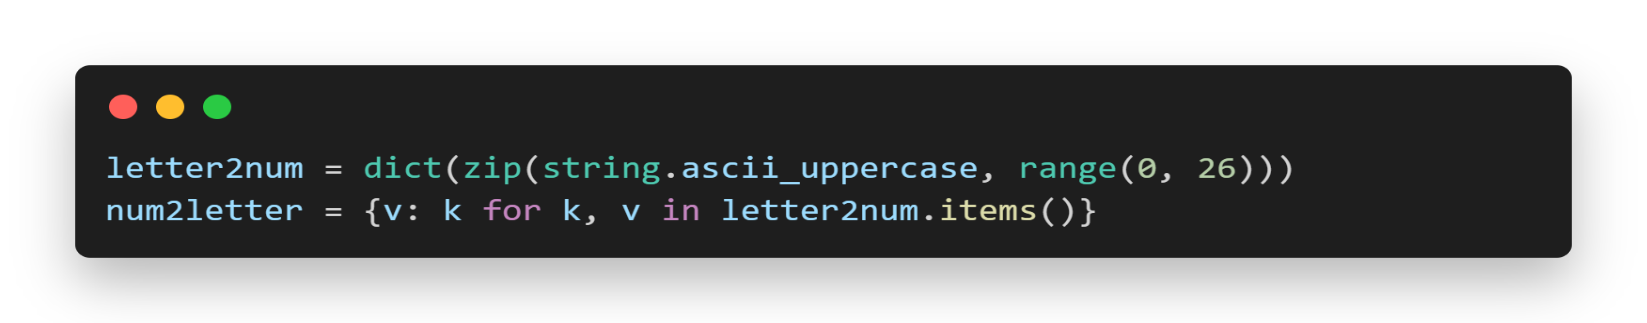 letter2num = dict(zip(string.ascii_uppercase, range(0, 26)))
num2letter = {v: k for k, v in letter2num.items()}